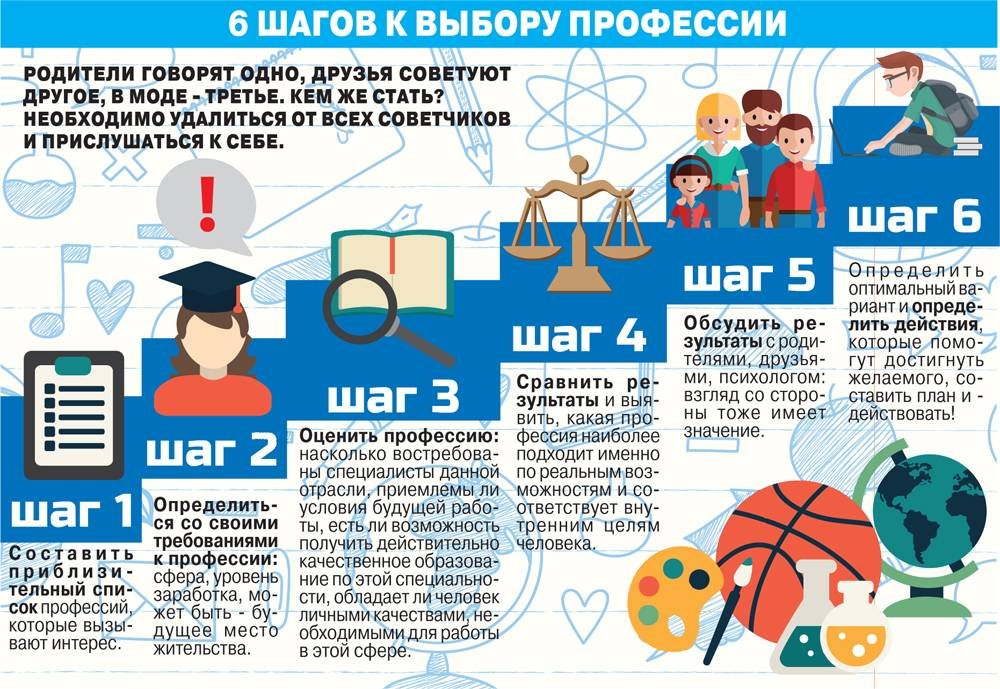 6 ШАГОВ К ВЫБОРУ ПРОФЕССИИ
РОДИТЕЛИ ГОВОРЯТ ОДНО, ДРУЗЬЯ СОВЕТУЮТ
ДРУГОЕ, В МОДЕ - ТРЕТЬЕ. КЕМ ЖЕ СТАТЬ?
НЕОБХОДИМО УДАЛИТЬСЯ ОТ ВСЕХ СОВЕТЧИКОВ
И ПРИСЛУШАТЬСЯ К СЕБЕ.
шаг 1
Составить
приблизи-
тельный спи-
сок профессий,
которые вызы-
вают интерес.
шаг 2
Определить-
ся со своими
требованиями
к профессии:
сфера, уровень
заработка, мо-
жет быть - бу-
дущее место
жительства.
шаг 3
Оценить профессию:
насколько востребова-
ны специалисты данной
отрасли, приемлемы ли
условия будущей рабо-
ты, есть ли возможность
получить действительно
качественное образова-
ние по этой специально-
сти, обладает ли человек
личными качествами, не-
обходимыми для работы
в этой сфере.
шаг 4
Сравнить ре-
зультаты и выя-
вить, какая про-
фессия наиболее
подходит именно
по реальным воз-
можностям и со-
ответствует вну-
тренним целям
человека.
шаг 5
Обсудить ре-
зультаты с роди-
телями, друзья-
ми, психологом:
взгляд со сторо-
ны тоже имеет
значение.
шаг 6
Определить
оптимальный ва-
риант и опреде-
лить действия,
которые помо-
гут достигнуть
желаемого, со-
ставить план и -
действовать!